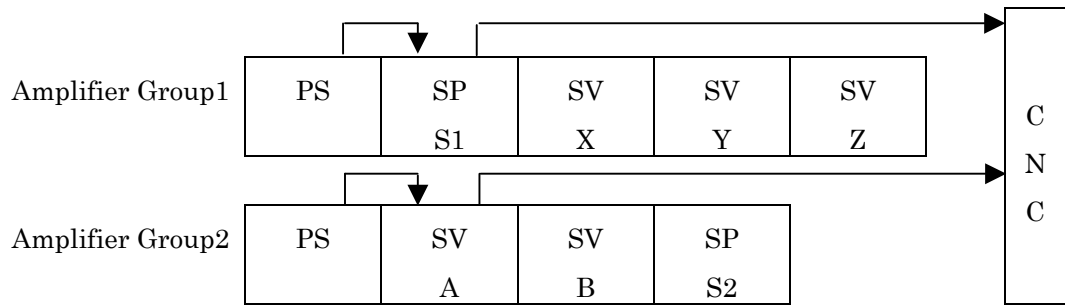 Amplifier Group1 PS SP SV SV SV
S1 X Y Z
Amplifier Group2 PS SV SV SP
A B S2
C
N
C